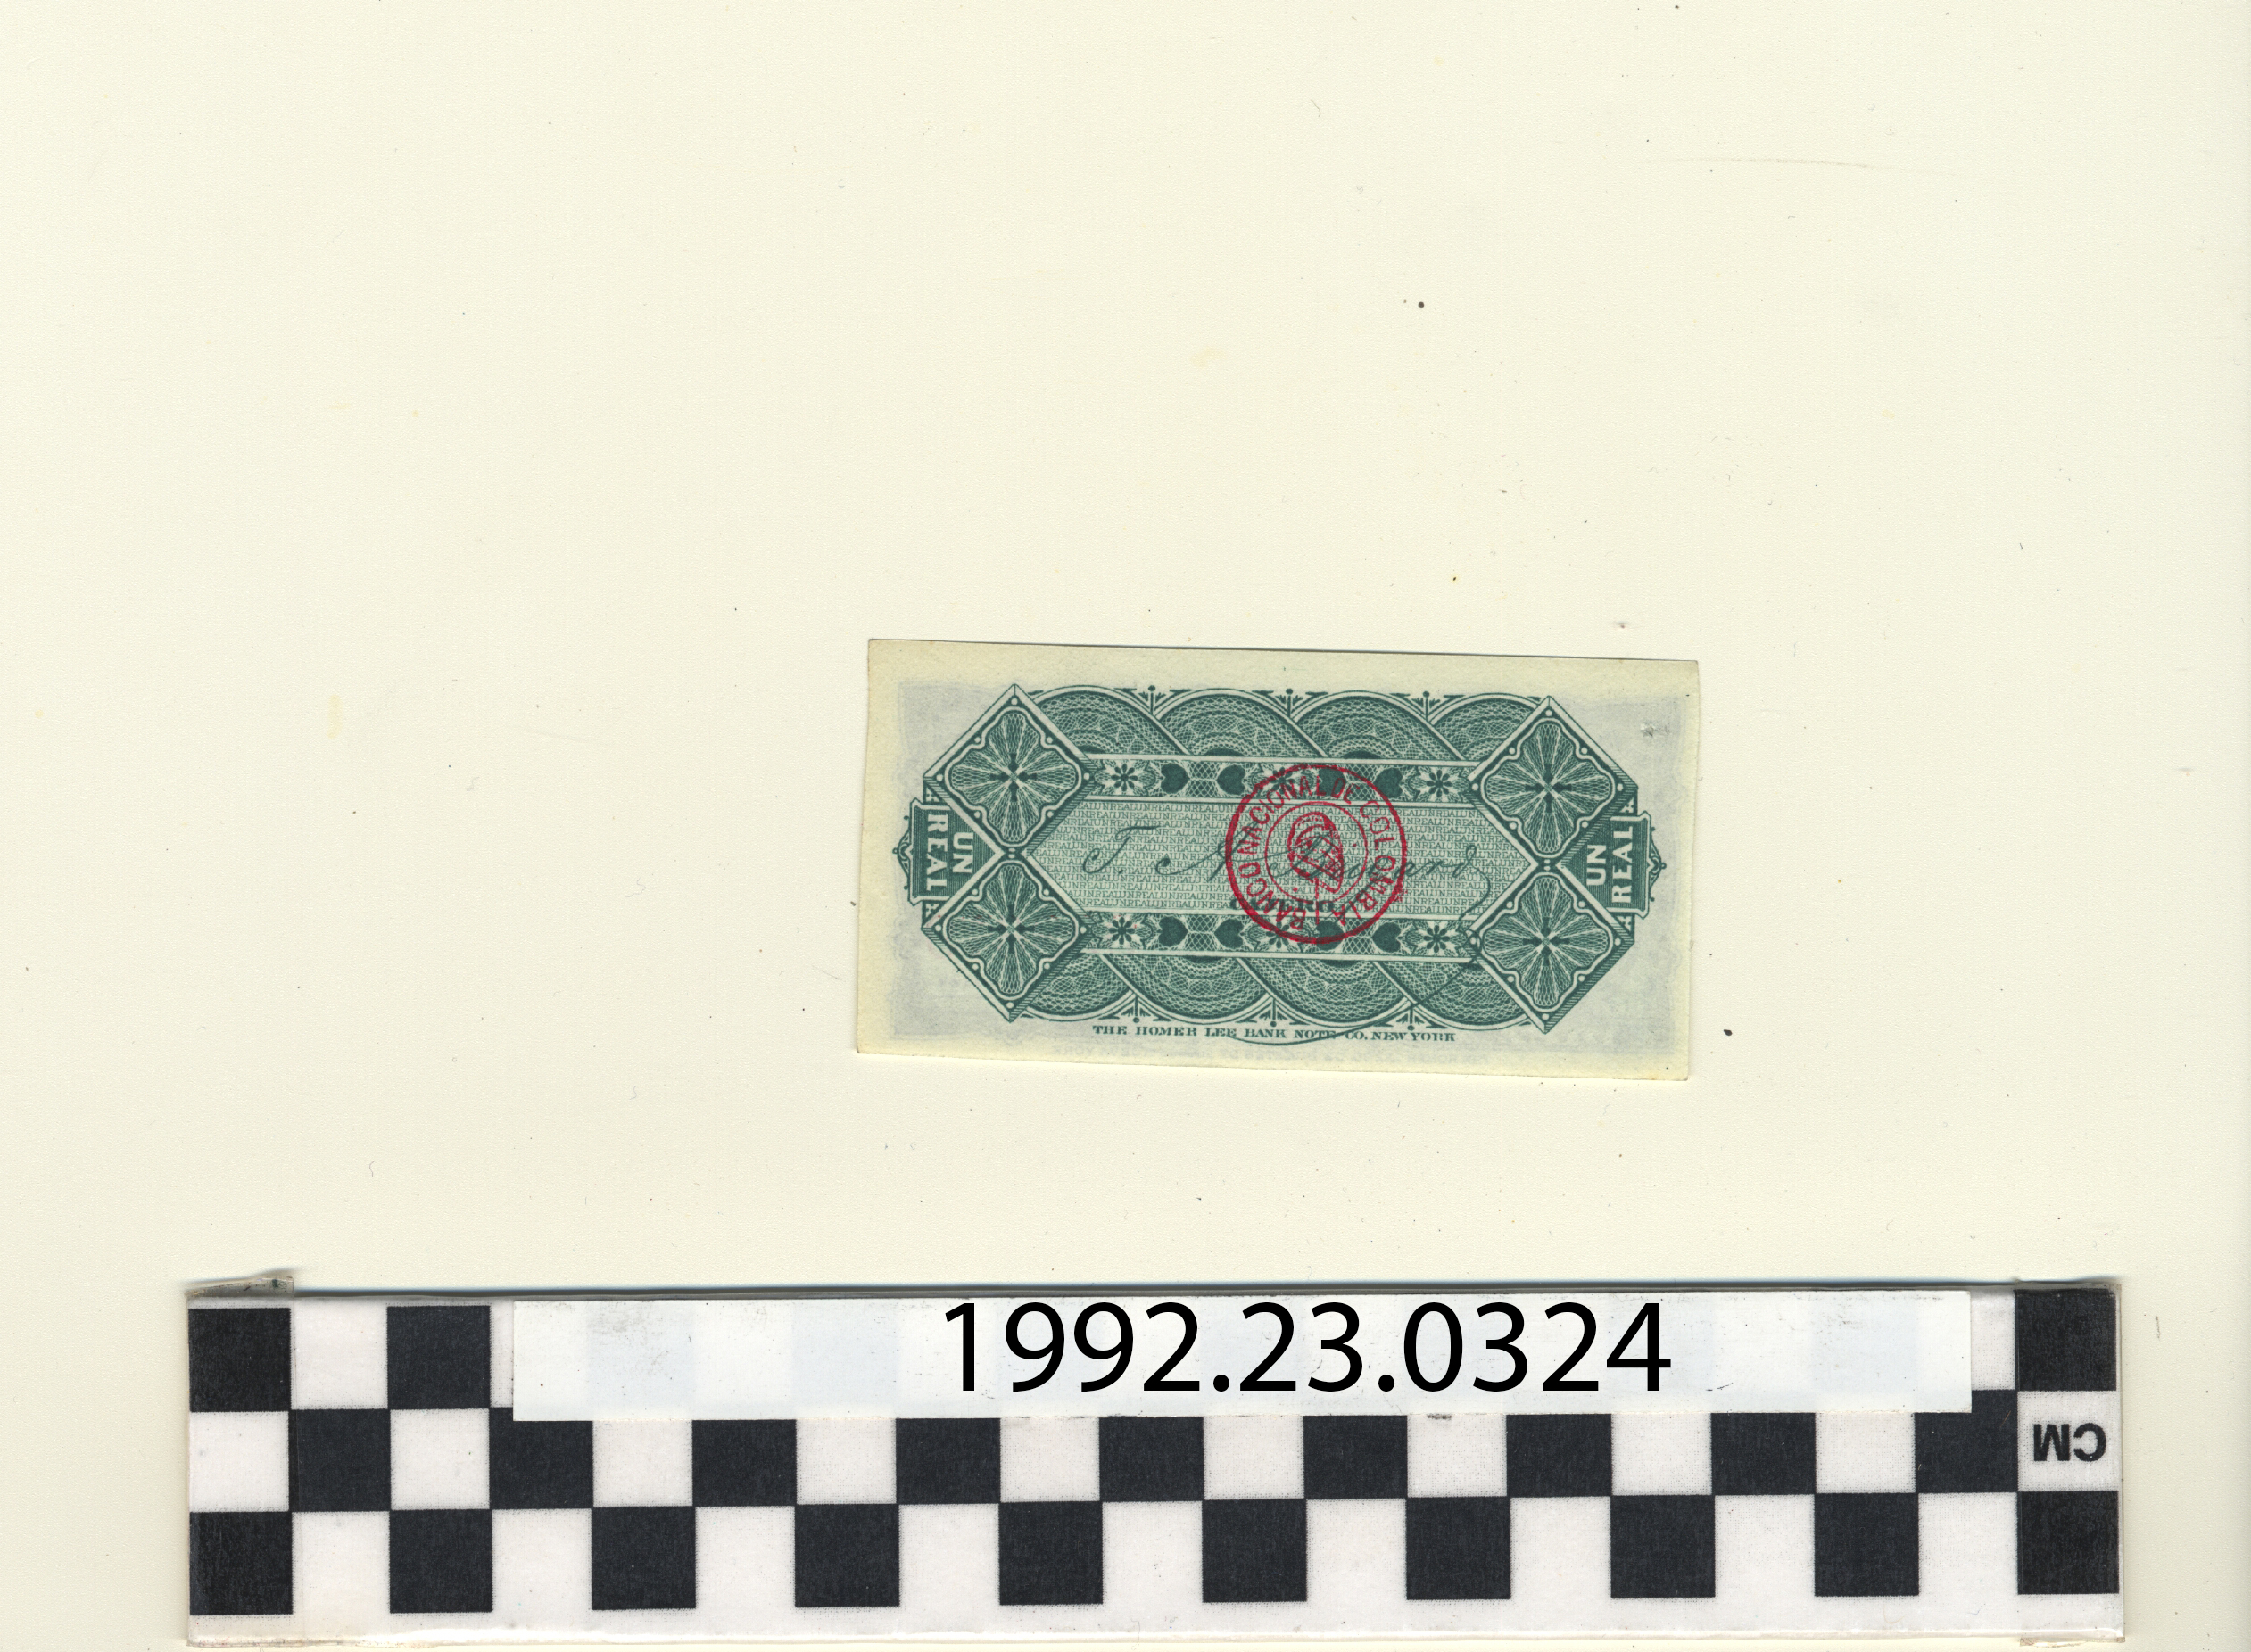 UN
REAL
BANCO NACIONAL DE COLOMBIA
UN
REAL
THE HOMER LEE BANK NOTE CO. NEW YORK
1992.23.0324
CM